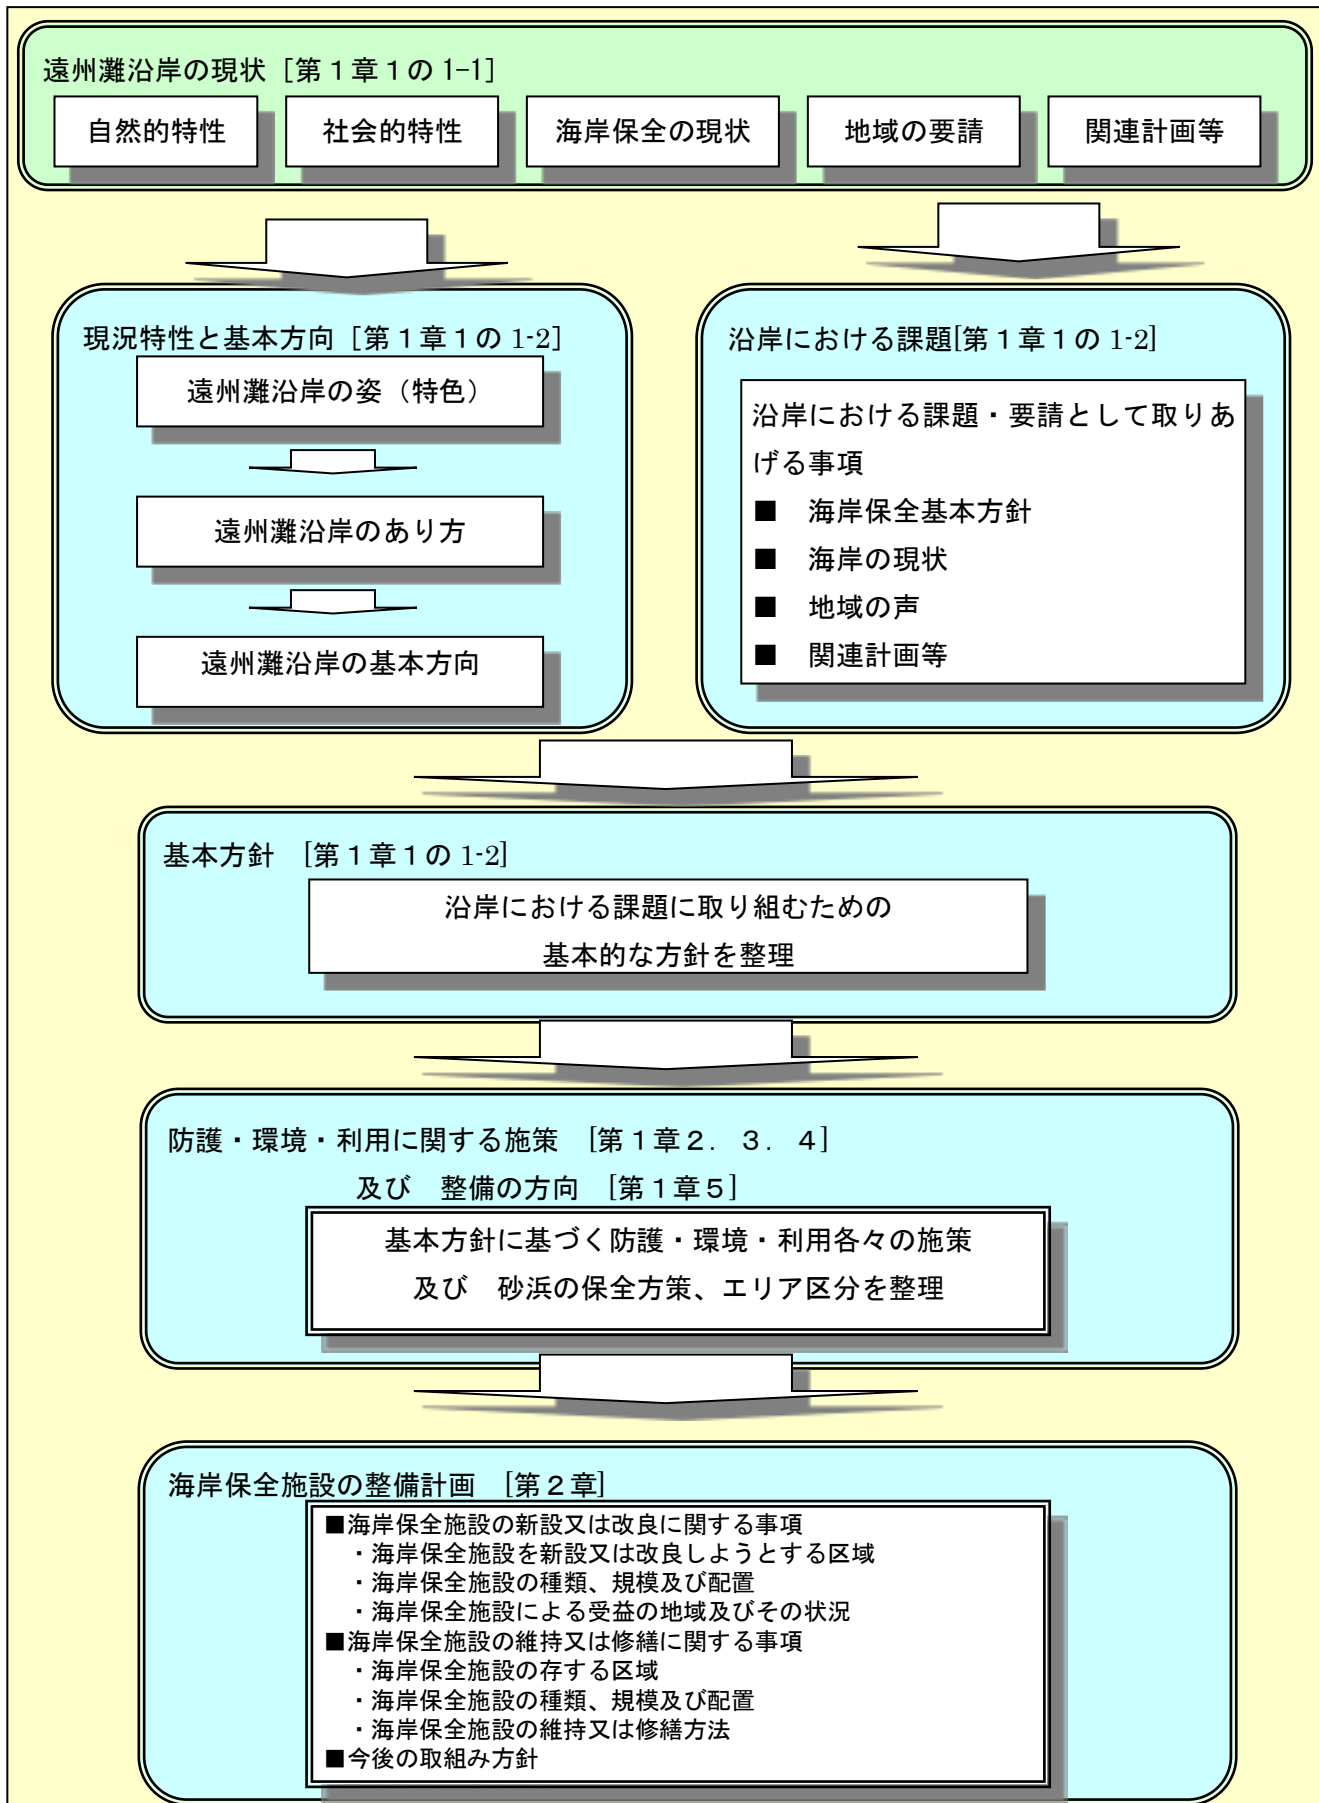 遠州灘沿岸の現状［第１章１の 1-1］
自然的特性
社会的特性
海岸保全の現状
地域の要請
関連計画等
現況特性と基本方向［第１章１の 1-2］
遠州灘沿岸の姿（特色）
遠州灘沿岸のあり方
遠州灘沿岸の基本方向
沿岸における課題[第１章１の 1-2]
沿岸における課題・要請として取りあ
げる事項
■　海岸保全基本方針
■　海岸の現状
■　地域の声
■　関連計画等
基本方針　[第１章１の 1-2]
沿岸における課題に取り組むための
基本的な方針を整理
防護・環境・利用に関する施策　[第１章２．３．４]
及び　整備の方向　[第１章５]
基本方針に基づく防護・環境・利用各々の施策
及び　砂浜の保全方策、エリア区分を整理
海岸保全施設の整備計画　[第２章]
■海岸保全施設の新設又は改良に関する事項
・海岸保全施設を新設又は改良しようとする区域
・海岸保全施設の種類、規模及び配置
・海岸保全施設による受益の地域及びその状況
■海岸保全施設の維持又は修繕に関する事項
・海岸保全施設の存する区域
・海岸保全施設の種類、規模及び配置
・海岸保全施設の維持又は修繕方法
■今後の取組み方針